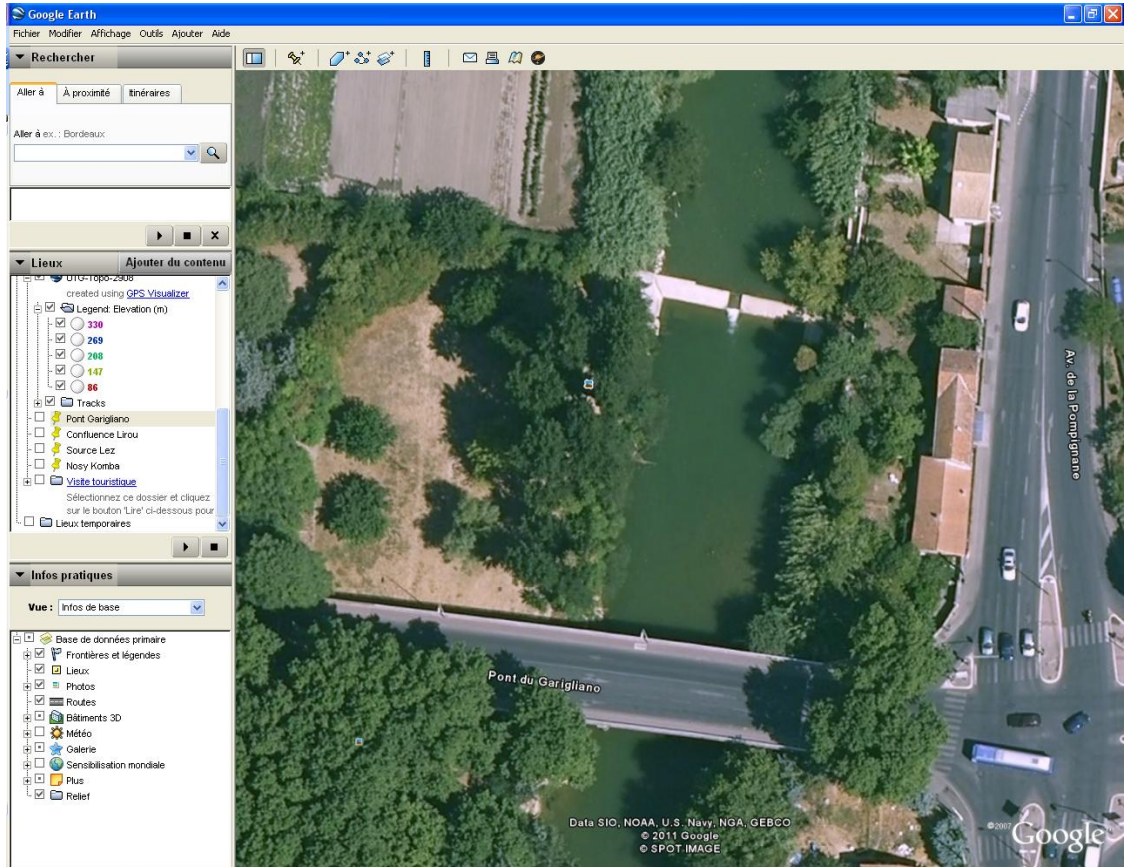 Google Earth
Fichier Modifier Affichage Outils Ajouter Aide
Rechercher
Aller à À proximité Itinéraires
Aller à ex. : Bordeaux
Lieux Ajouter du contenu
UTG-Topo-2908
created using GPS Visualizer
Legend: Elevation (m)
330
269
208
147
86
Tracks
Pont Garigliano
Confluence Lirou
Source Lez
Nosy Komba
Visite touristique
Sélectionnez ce dossier et cliquez
sur le bouton 'Lire' ci-dessous pour
Lieux temporaires
Infos pratiques
Vue : Infos de base
Base de données primaire
Frontières et légendes
Lieux
Photos
Routes
Bâtiments 3D
Météo
Galerie
Sensibilisation mondiale
Plus
Relief
Av. de la Pompignane
Pont du Garigliano
Data SIO, NOAA, U.S. Navy, NGA, GEBCO
© 2011 Google
© SPOT IMAGE
©2007 Google